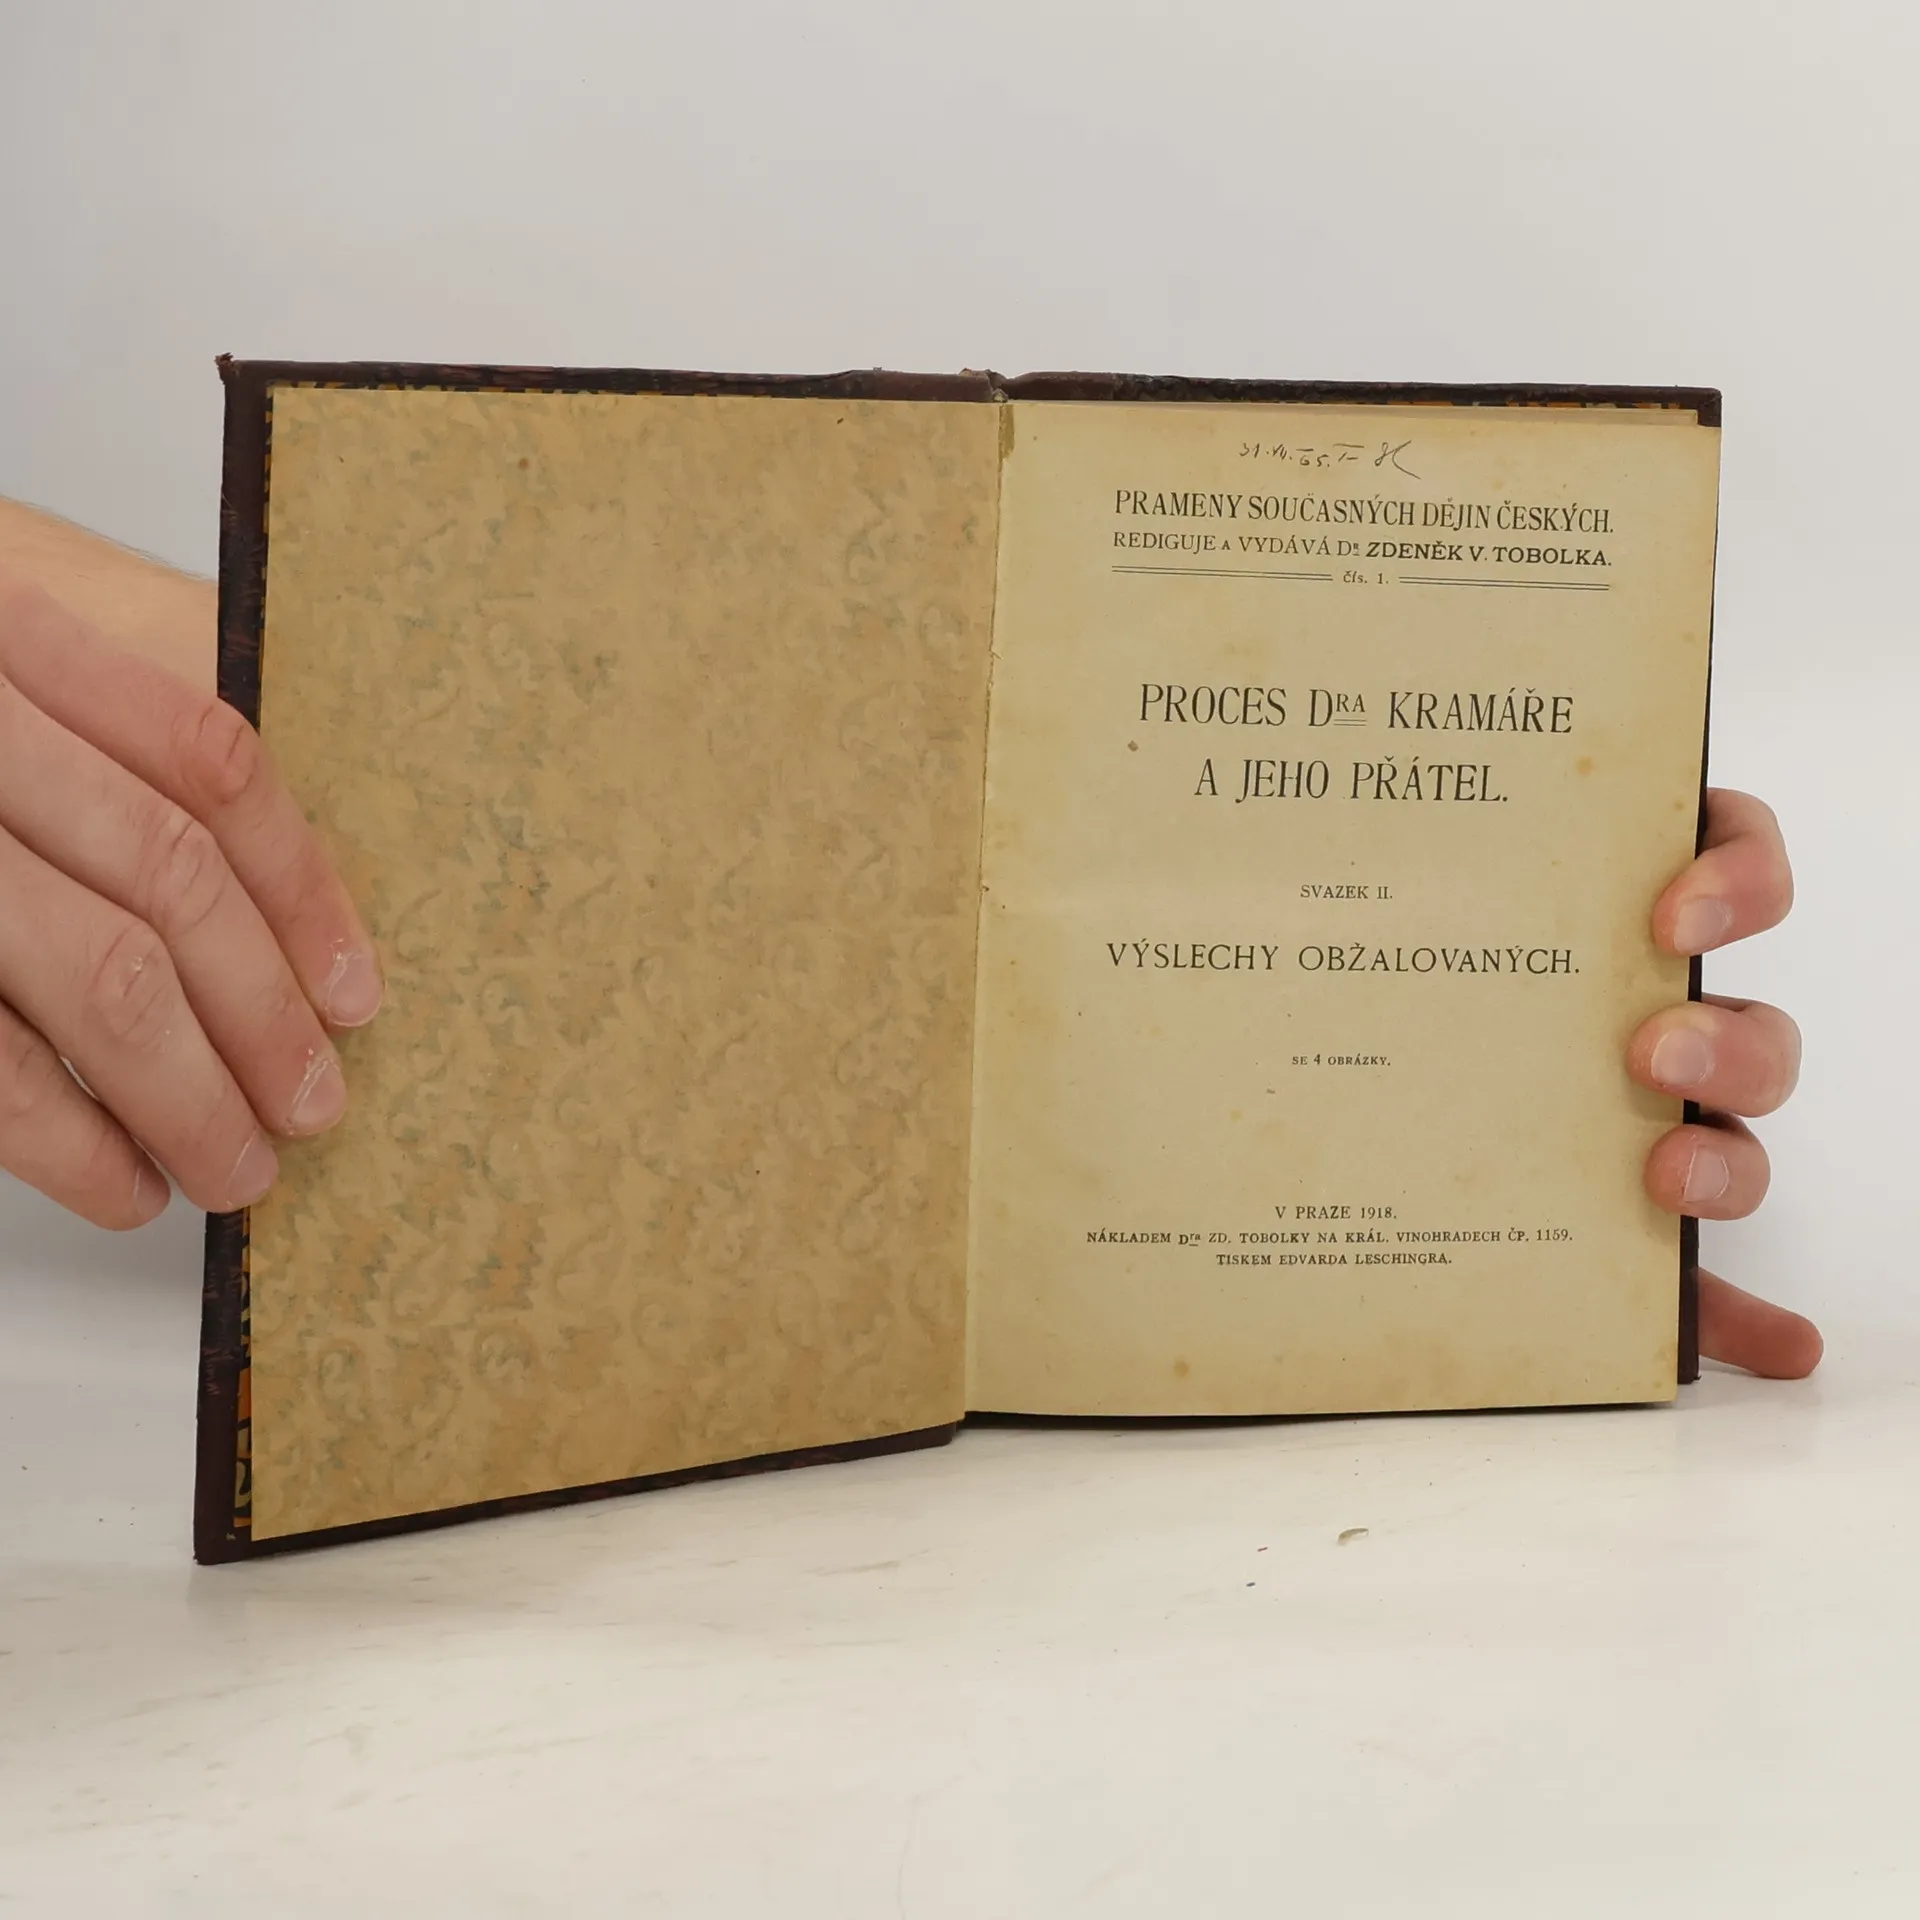 PRAMENY SOUČASNÝCH DĚJIN ČESKÝCH.
REDIGUJE A VYDÁVÁ DR ZDENĚK V. TOBOLKA.
čís. 1.
PROCES DRA KRAMÁŘE
A JEHO PŘÁTEL.
SVAZEK II.
VÝSLECHY OBŽALOVANÝCH.
SE 4 OBRÁZKY.
V PRAZE 1918.
NÁKLADEM Dra ZD. TOBOLKY NA KRÁL. VINOHRADECH ČP. 1159.
TISKEM EDVARDA LESCHINGRA.